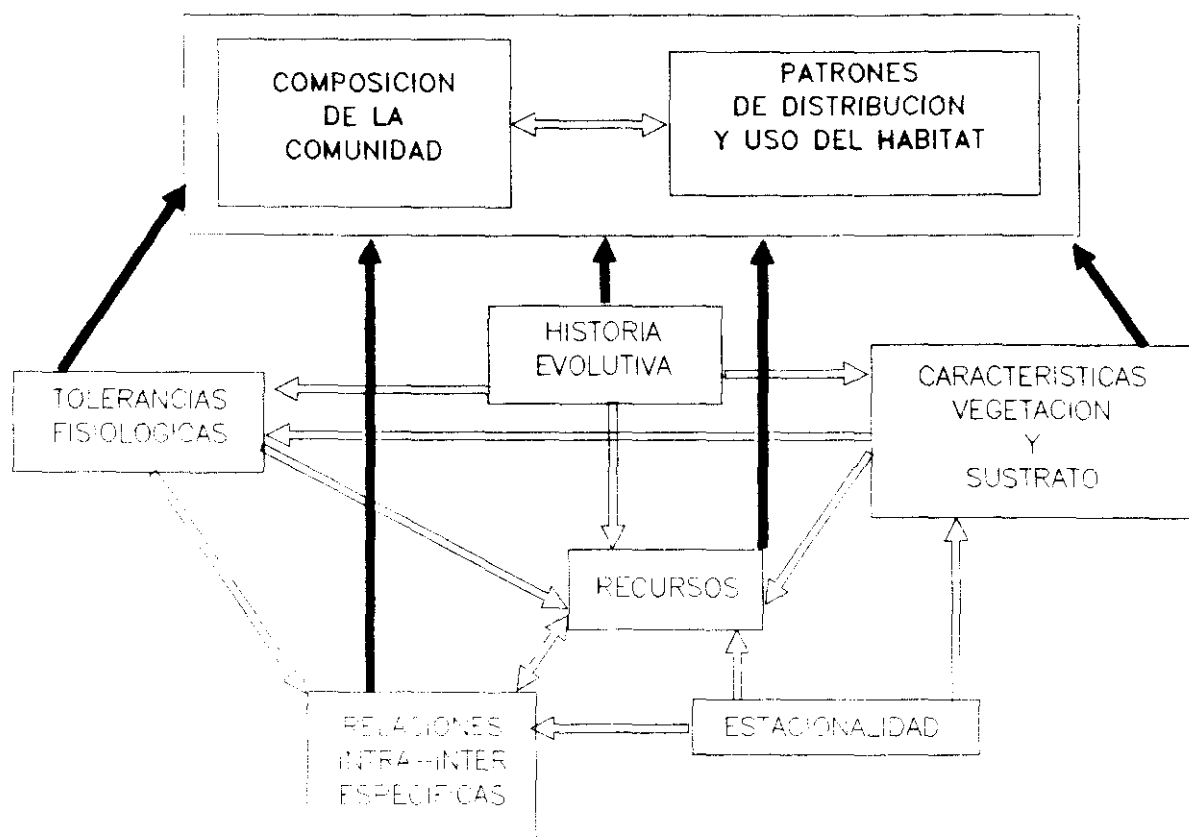 COMPOSICION
DE LA
COMUNIDAD
PATRONES
DE DISTRIBUCION
Y USO DEL HABITAT
HISTORIA
EVOLUTIVA
TOLERANCIAS
FISIOLOGICAS
CARACTERISTICAS
VEGETACION
Y
SUSTRATO
RECURSOS
RELACIONES
INTRA-INTER
ESPECIFICAS
ESTACIONALIDAD